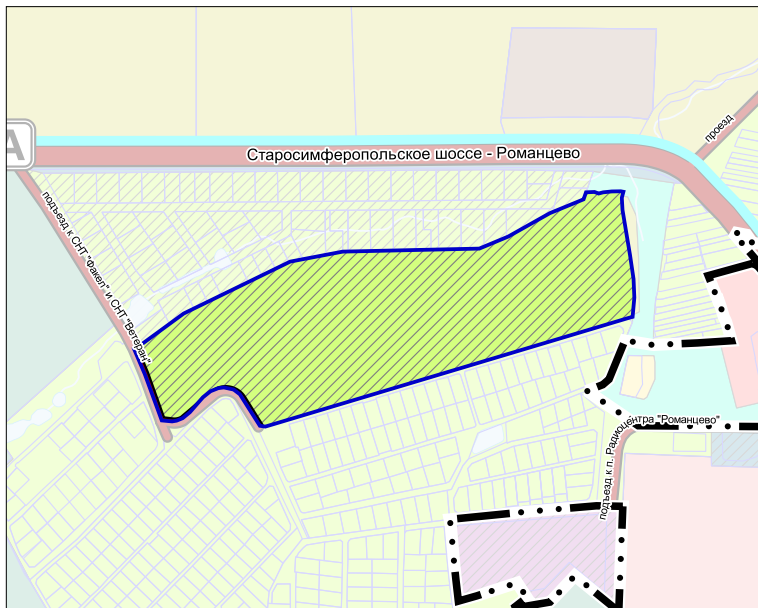 А
Старосимферопольское шоссе - Романцево
проезд
подъезд к СНТ "Факел" и СНТ "Ветеран"
подъезд к п. Радиоцентра "Романцево"